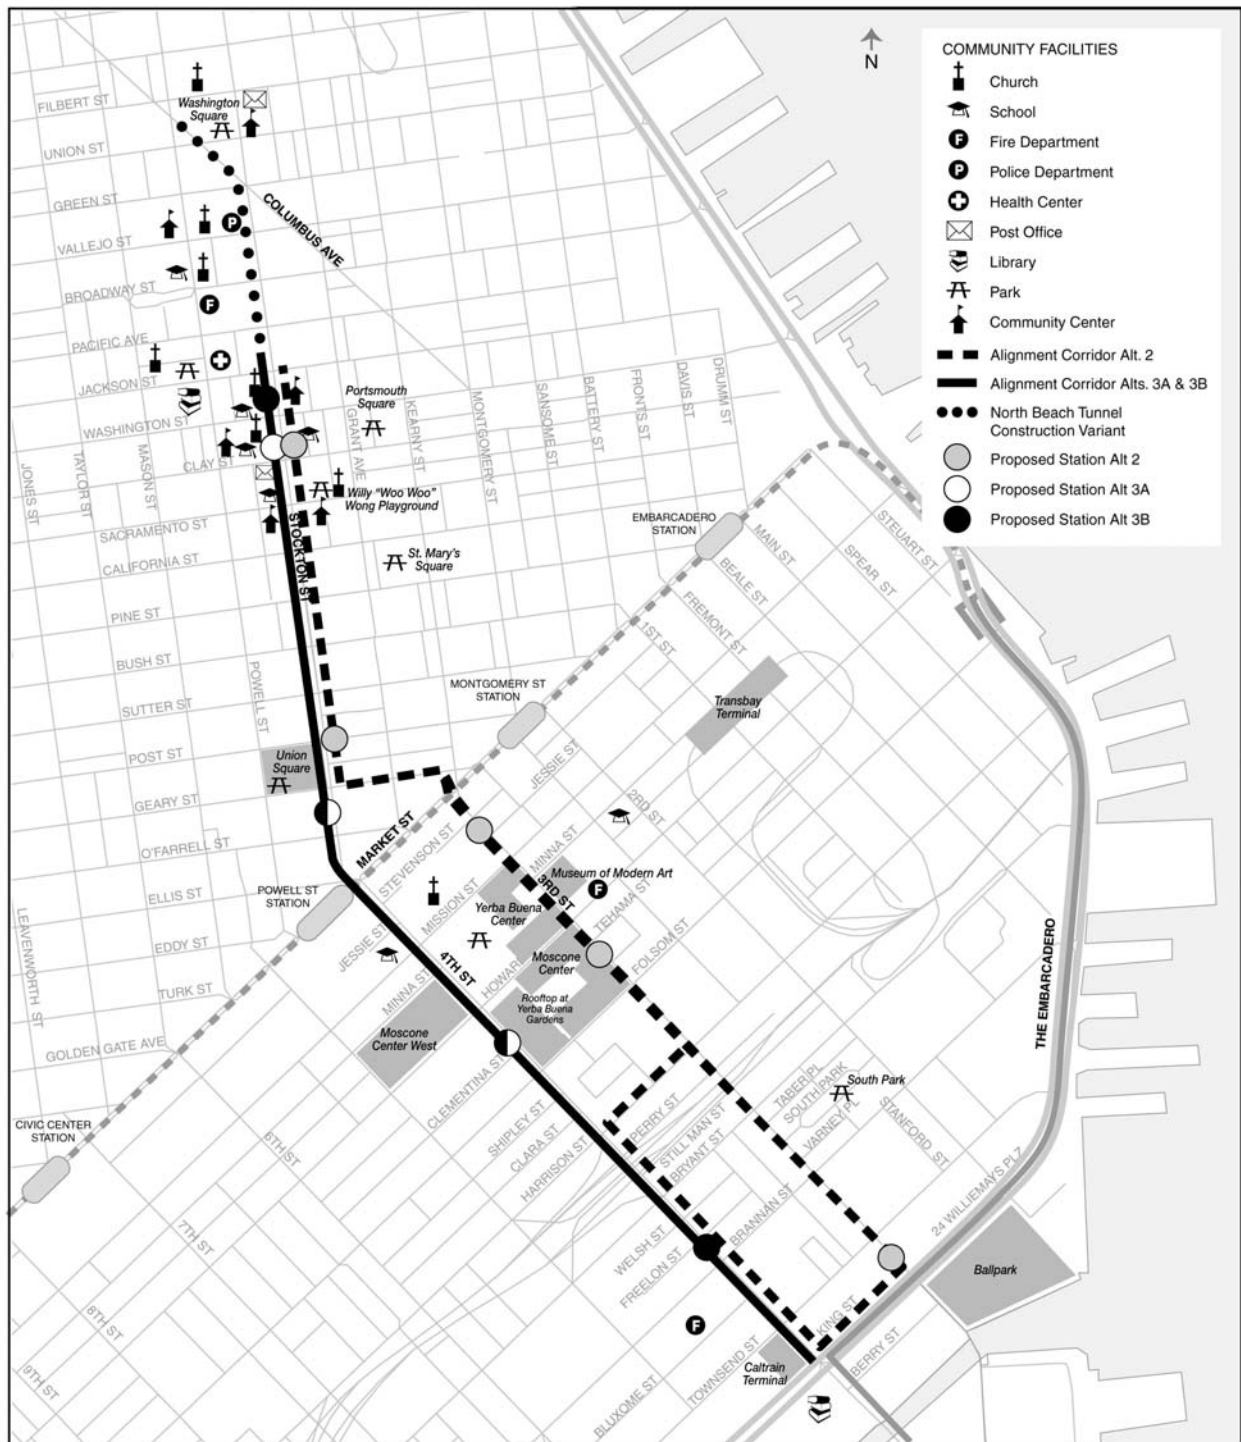 N
COMMUNITY FACILITIES
Church
School
F
Fire Department
P
Police Department
Health Center
Post Office
Library
Park
Community Center
Alignment Corridor Alt. 2
Alignment Corridor Alts. 3A & 3B
North Beach Tunnel
Construction Variant
Proposed Station Alt 2
Proposed Station Alt 3A
Proposed Station Alt 3B
FILBERT ST
Washington
Square
UNION ST
GREEN ST
COLUMBUS AVE
P
VALLEJO ST
BROADWAY ST
F
PACIFIC AVE
JACKSON ST
WASHINGTON ST
CLAY ST
Portsmouth
Square
JONES ST
TAYLOR ST
MASON ST
GRANT AVE
KEARNY ST
MONTGOMERY ST
SANSOME ST
BATTERY ST
FRONTS ST
DAVIS ST
DRUMM ST
Willy "Woo Woo"
Wong Playground
SACRAMENTO ST
STOCKTON ST
CALIFORNIA ST
St. Mary's
Square
EMBARCADERO
STATION
MAIN ST
BEALE ST
SPEAR ST
STEUART ST
FREMONT ST
1ST ST
PINE ST
BUSH ST
POWELL ST
SUTTER ST
POST ST
MONTGOMERY ST
STATION
Transbay
Terminal
Union
Square
GEARY ST
JESSIE ST
2RD ST
O'FARRELL ST
MARKET ST
STEVENSON ST
MINNA ST
Museum of Modern Art
F
3RD ST
ELLIS ST
POWELL ST
STATION
MISSION ST
Yerba Buena
Center
TEHAMA ST
LEAVENWORTH ST
EDDY ST
JESSIE ST
4TH ST
HOWAR
Moscone
Center
FOLSOM ST
TURK ST
MINNA ST
Rooftop at
Yerba Buena
Gardens
THE EMBARCADERO
GOLDEN GATE AVE
Moscone
Center West
CLEMENTINA ST
SHIPLEY ST
CLARA ST
HARRISON ST
PERRY ST
STILL MAN ST
BRYANT ST
TABER PL
SOUTH PARK
VARNEY PL
South Park
STANFORD ST
CIVIC CENTER
STATION
6TH ST
7TH ST
8TH ST
9TH ST
WELSH ST
FREELON ST
BRANNAN ST
24 WILLIEMAYS PLZ
Ballpark
F
KING ST
BERRY ST
TOWNSEND ST
Caltrain
Terminal
BLUXOME ST